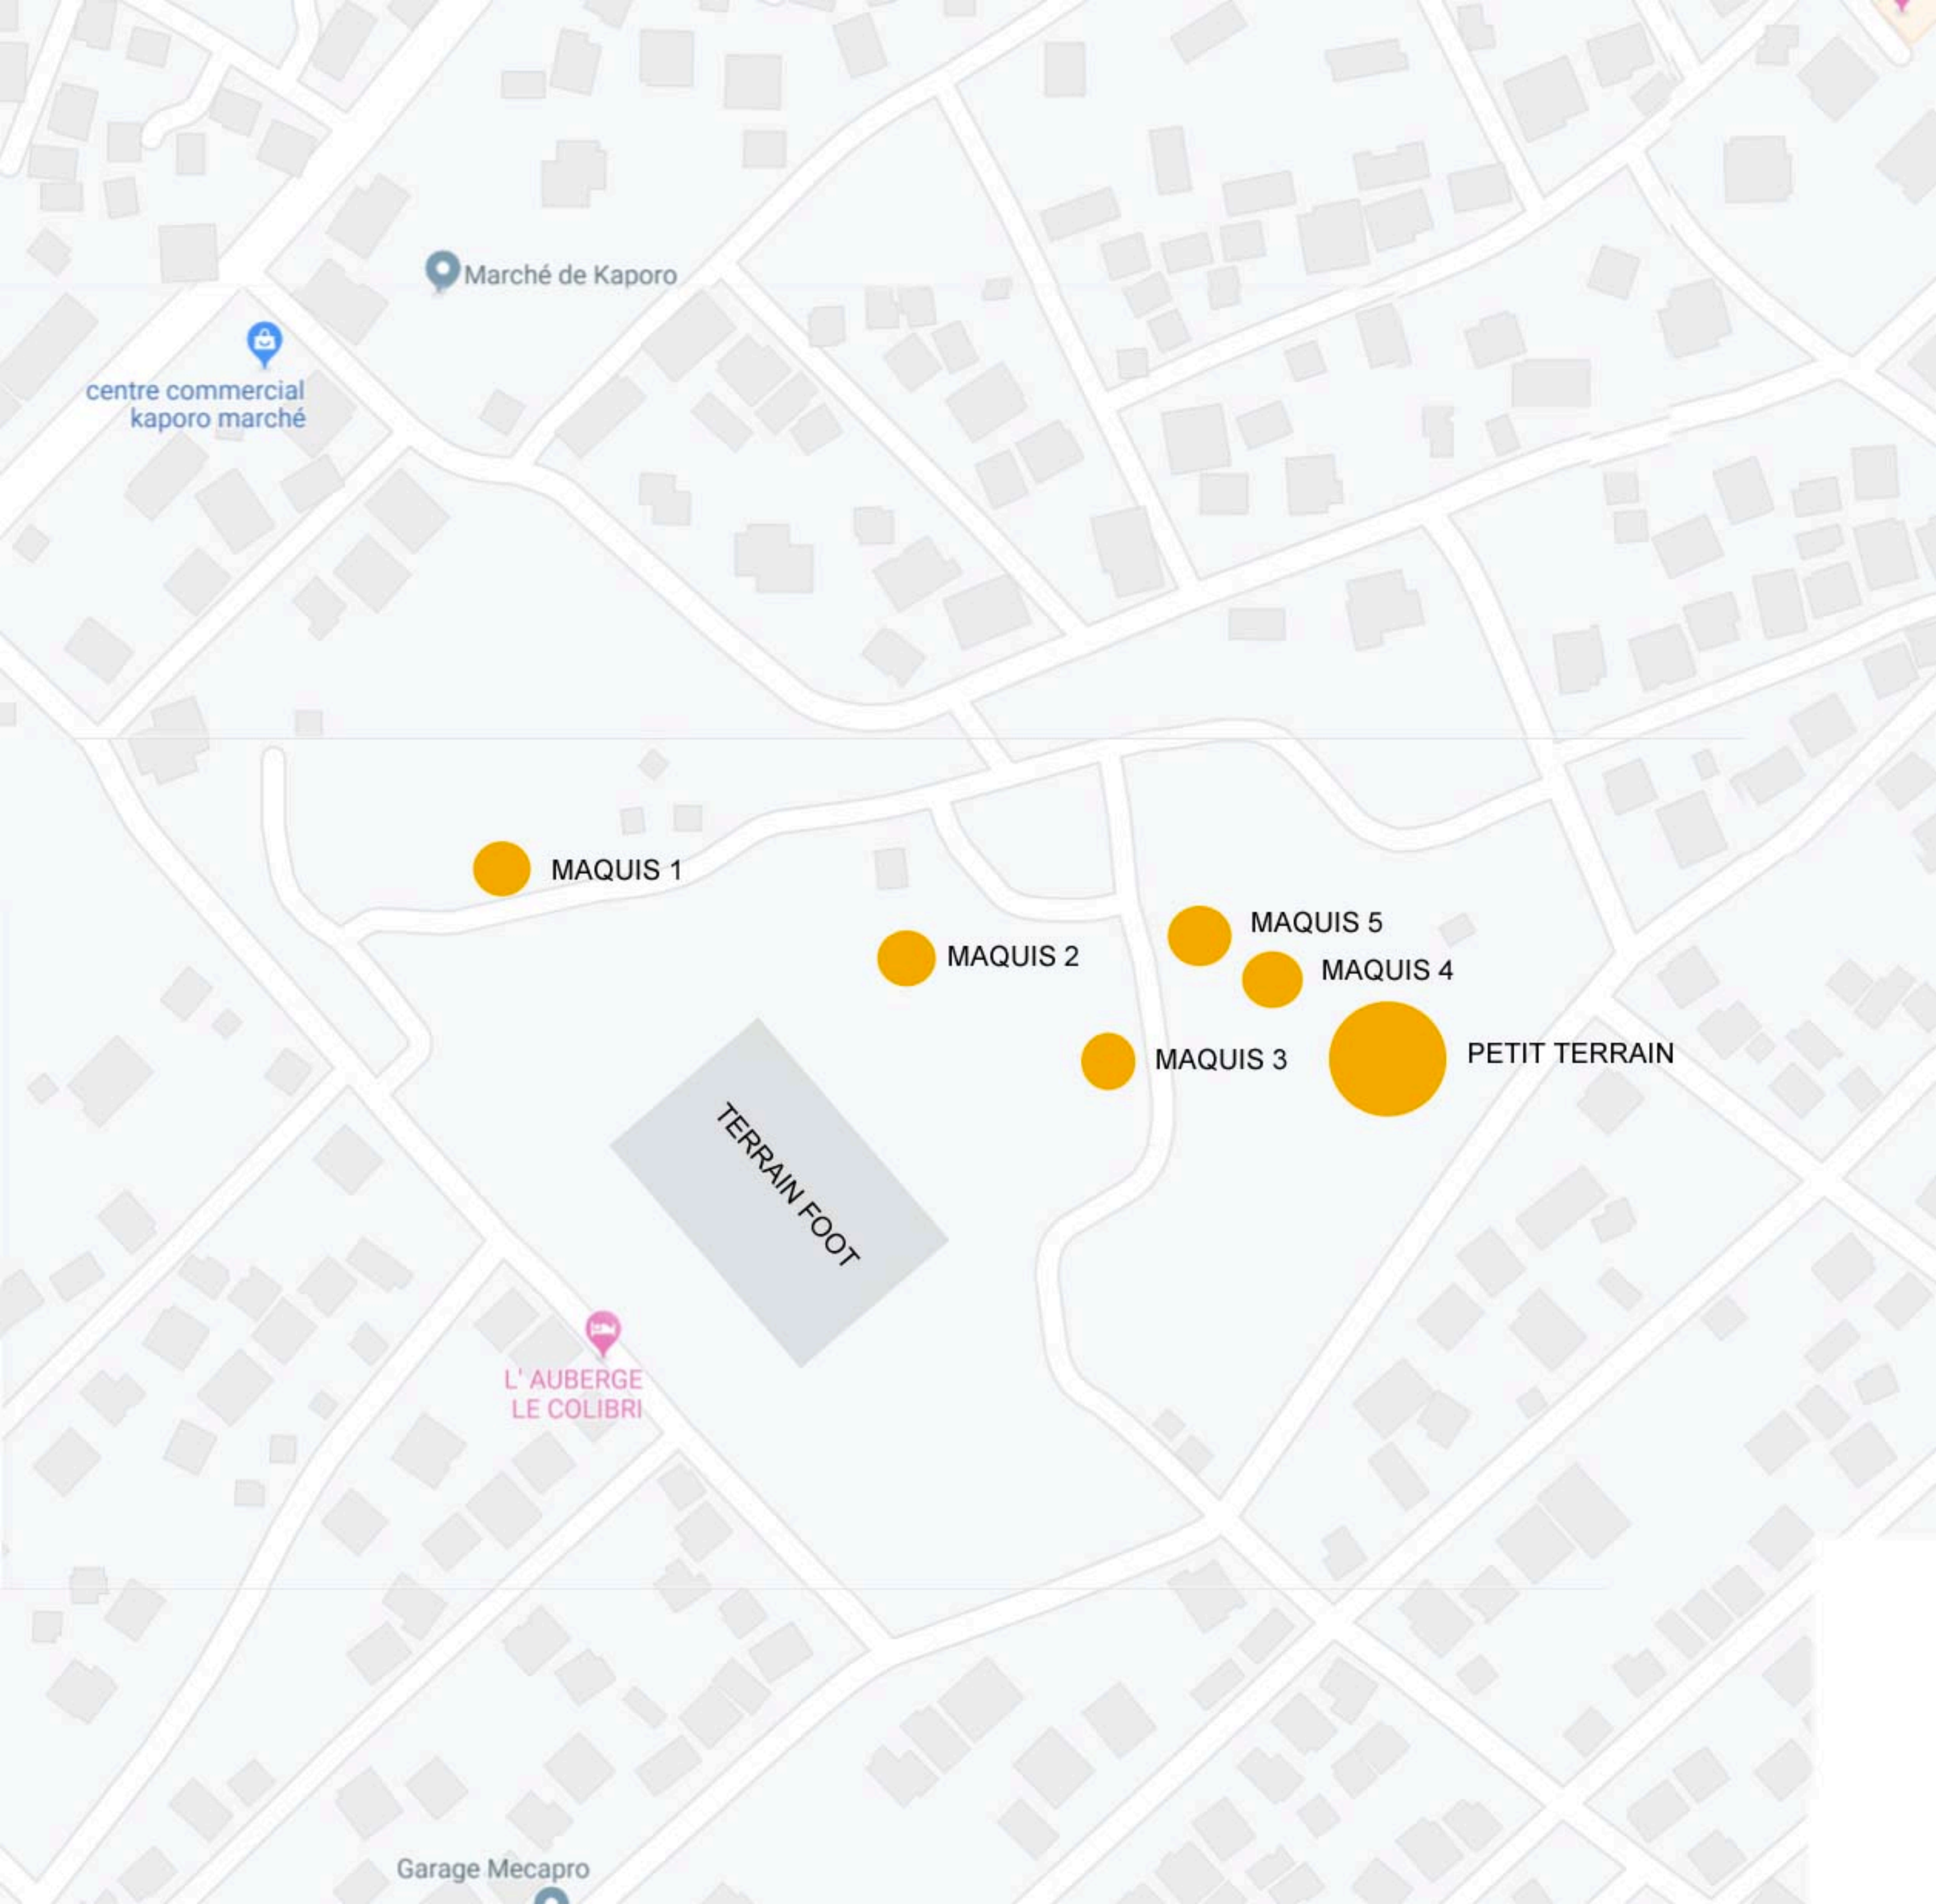 Marché de Kaporo
centre commercial
kaporo marché
MAQUIS 1
MAQUIS 5
MAQUIS 2
MAQUIS 4
MAQUIS 3
PETIT TERRAIN
TERRAIN FOOT
L' AUBERGE
LE COLIBRI
Garage Mecapro